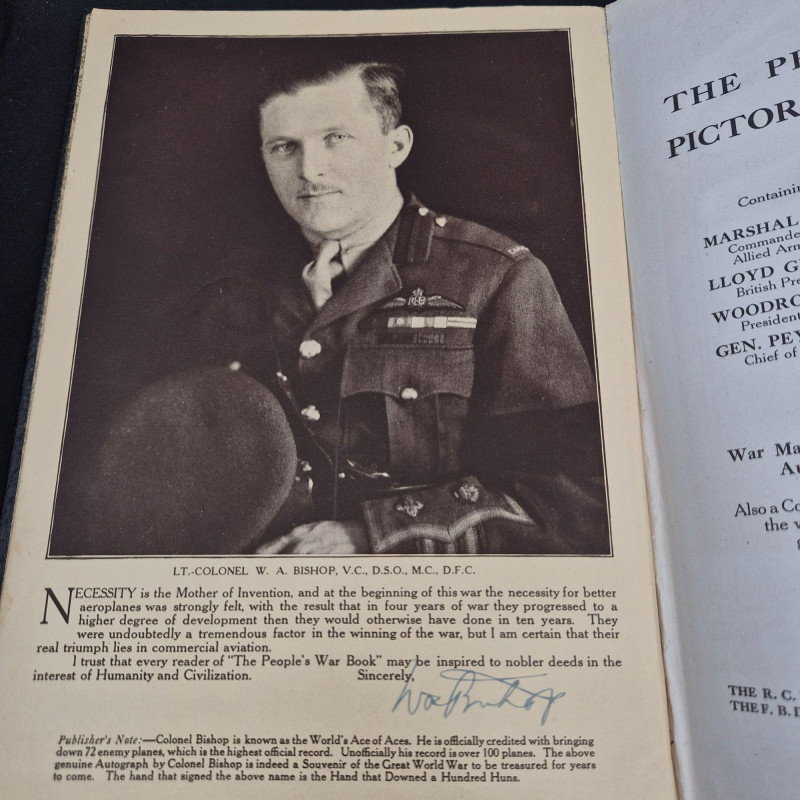 LT.-COLONEL W. A. BISHOP, V.C., D.S.O., M.C., D.F.C.
NECESSITY is the Mother of Invention, and at the beginning of this war the necessity for better
aeroplanes was strongly felt, with the result that in four years of war they progressed to a
higher degree of development then they would otherwise have done in ten years. They
were undoubtedly a tremendous factor in the winning of the war, but I am certain that their
real triumph lies in commercial aviation.
I trust that every reader of "The People's War Book" may be inspired to nobler deeds in the
interest of Humanity and Civilization. Sincerely,
WaBishop
Publisher's Note:—Colonel Bishop is known as the World's Ace of Aces. He is officially credited with bringing
down 72 enemy planes, which is the highest official record. Unofficially his record is over 100 planes. The above
genuine Autograph by Colonel Bishop is indeed a Souvenir of the Great World War to be treasured for years
to come. The hand that signed the above name is the Hand that Downed a Hundred Huns.
THE
PICTOR
Containin
MARSHAL
Commande
Allied Arm
LLOYD G
British Pre
WOODRO
President
GEN. PE
Chief of
War Ma
Au
Also a Co
the
THE R. C.
THE F. B.